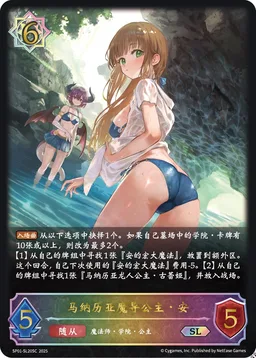 6
入场曲 从以下选项中抉择1个。如果自己墓场中的学院·卡牌有
10张或以上，则改为最多2个。
【1】从自己的牌组中寻找1张『安的宏大魔法』，放置到额外区。
这个回合，自己下次使用的『安的宏大魔法』费用-5。【2】从自己
的牌组中寻找1张『马纳历亚龙人公主·古蕾娅』，并放入战场。
马纳历亚魔导公主·安
5
随从
魔法师·学院·公主
SL
5
SP01-SL20SC 2025
© Cygames, Inc. Published by NetEase Games